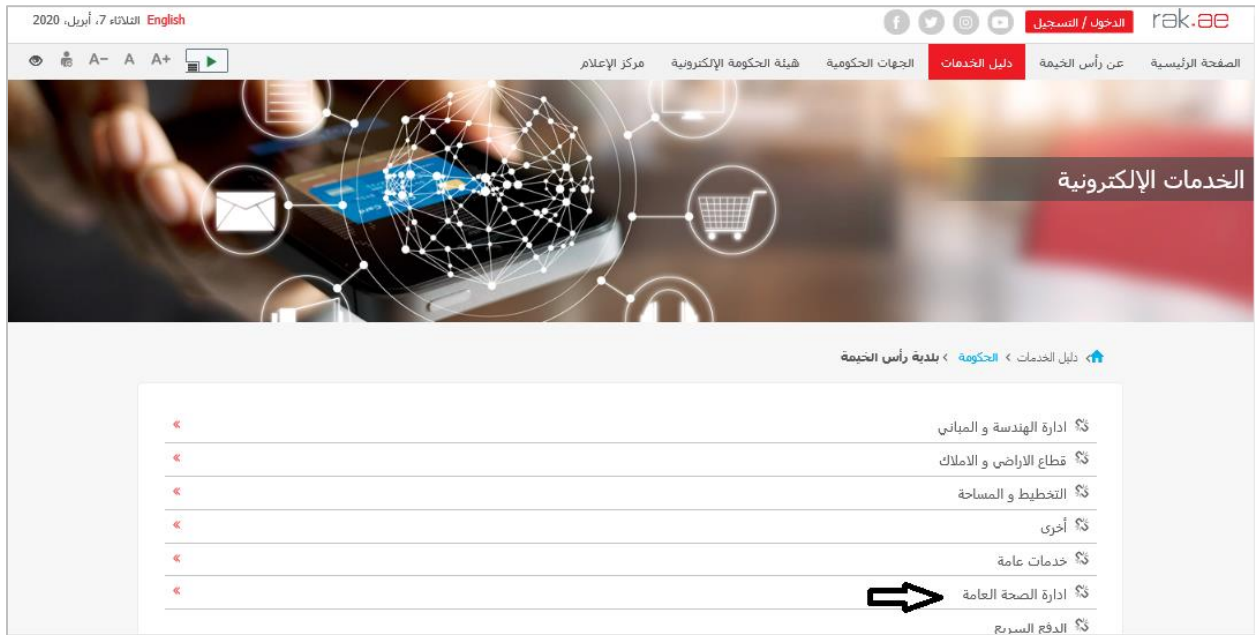 rak.ae
الدخول / التسجيل
English الثلاثاء 7، أبريل، 2020
الصفحة الرئيسية
عن رأس الخيمة
دليل الخدمات
الجهات الحكومية
هيئة الحكومة الإلكترونية
مركز الإعلام
A- A A+
الخدمات الإلكترونية
دليل الخدمات › الحكومة › بلدية رأس الخيمة
ادارة الهندسة و المباني
قطاع الاراضي و الاملاك
التخطيط و المساحة
أخرى
خدمات عامة
ادارة الصحة العامة
الدفع السريع